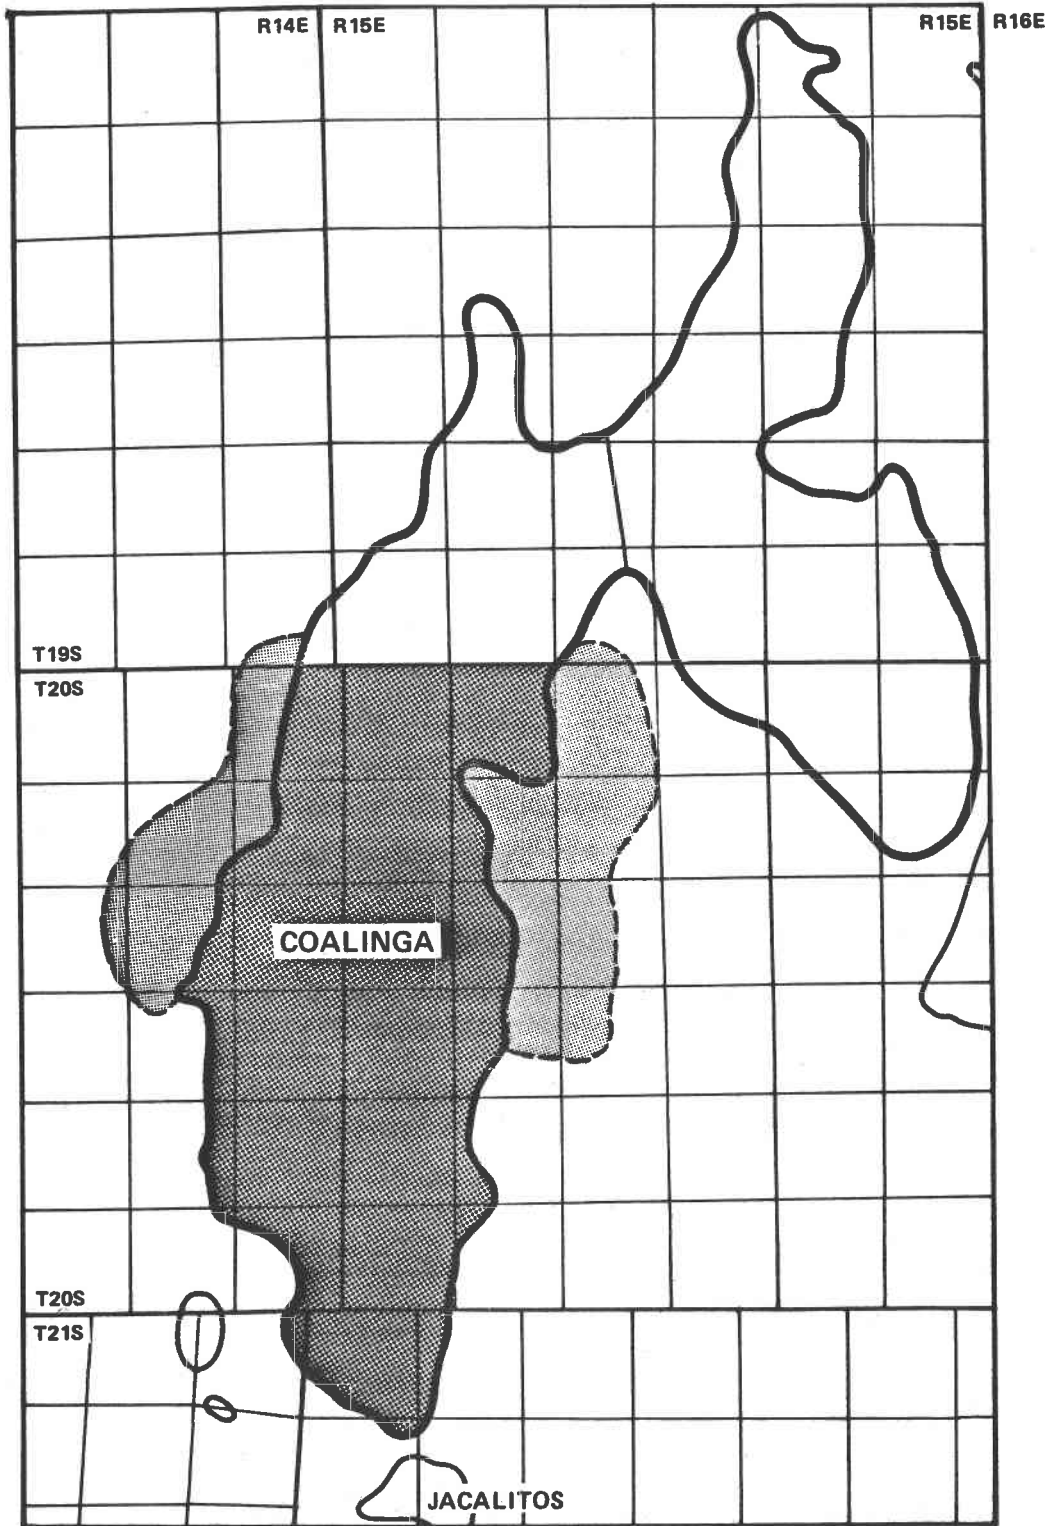 R14E R15E R15E R16E
T19S
T20S
COALINGA
T20S
T21S
JACALITOS